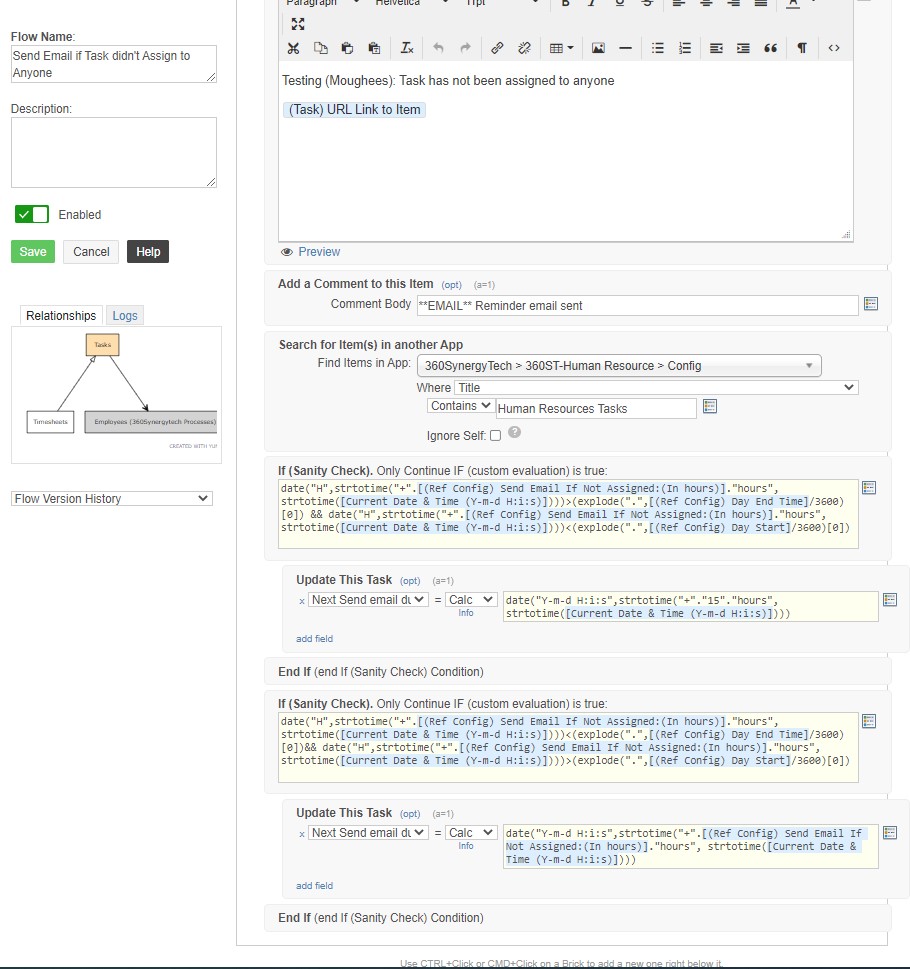 Paragraph Helvetica 11pt B I U S A
Flow Name:
Send Email if Task didn't Assign to
Anyone
Description:
Enabled
Save Cancel Help
Relationships Logs
Tasks
Timesheets Employees (360Synergytech Processes)
Flow Version History
Testing (Moughees): Task has not been assigned to anyone
(Task) URL Link to Item
Preview
Add a Comment to this Item (opt) (a=1)
Comment Body **EMAIL** Reminder email sent
Search for Item(s) in another App
Find Items in App: 360SynergyTech > 360ST-Human Resource > Config
Where Title
Contains Human Resources Tasks
Ignore Self: ?
If (Sanity Check). Only Continue IF (custom evaluation) is true:
date("H",strtotime("+".[(Ref Config) Send Email If Not Assigned:(In hours)]."hours",
strtotime([Current Date & Time (Y-m-d H:i:s)])))>(explode(".",[(Ref Config) Day End Time]/3600)
[0]) && date("H",strtotime("+".[(Ref Config) Send Email If Not Assigned:(In hours)]."hours",
strtotime([Current Date & Time (Y-m-d H:i:s)])))<(explode(".",[(Ref Config) Day Start]/3600)[0])
Update This Task (opt) (a=1)
x Next Send email du = Calc date("Y-m-d H:i:s",strtotime("+"."15"."hours",
Info strtotime([Current Date & Time (Y-m-d H:i:s)])))
add field
End If (end If (Sanity Check) Condition)
If (Sanity Check). Only Continue IF (custom evaluation) is true:
date("H",strtotime("+".[(Ref Config) Send Email If Not Assigned:(In hours)]."hours",
strtotime([Current Date & Time (Y-m-d H:i:s)])))<(explode(".",[(Ref Config) Day End Time]/3600)
[0])&& date("H",strtotime("+".[(Ref Config) Send Email If Not Assigned:(In hours)]."hours",
strtotime([Current Date & Time (Y-m-d H:i:s)])))>(explode(".",[(Ref Config) Day Start]/3600)[0])
Update This Task (opt) (a=1)
x Next Send email du = Calc date("Y-m-d H:i:s",strtotime("+".[(Ref Config) Send Email If
Info Not Assigned:(In hours)]."hours", strtotime([Current Date &
Time (Y-m-d H:i:s)])))
add field
End If (end If (Sanity Check) Condition)
Use CTRL+Click or CMD+Click on a Brick to add a new one right below it.